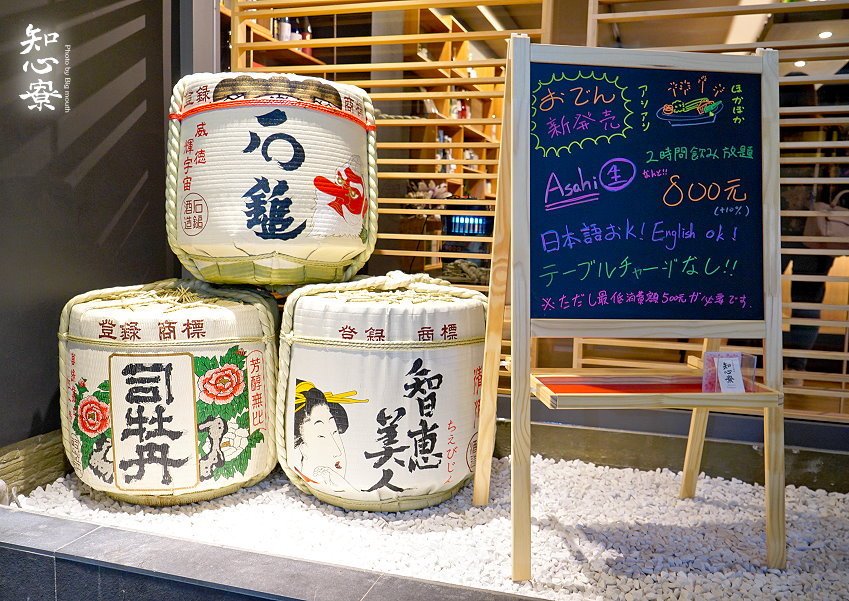 知心寮
Photo by Big mouth
登錄
商標
威徳
輝宇宙
石鎚
酒造
石鎚
登錄 商標
司牡丹
芳醇無比
登録 商標
智恵
美人
ちえびじん
おでん
新発売
アツアツ
ほかほか
2時間飲み放題
Asahi 生 なんと!!
800元
(+10%)
日本語ok! English ok!
テーブルチャージなし!!
※ただし最低消費額500元が必要です。
知心寮